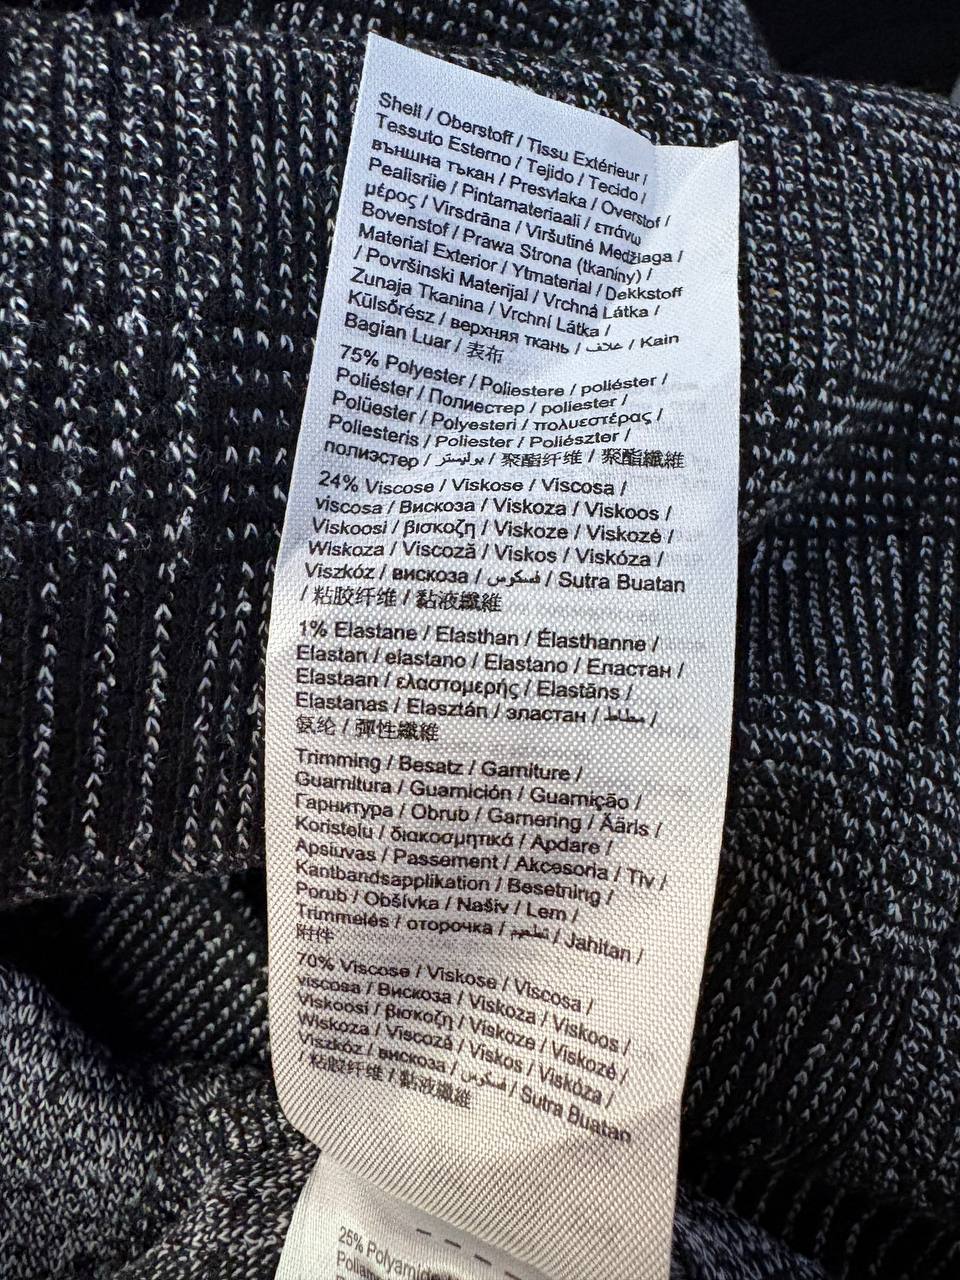 Shell / Oberstoff / Tissu Extérieur /
Tessuto Esterno / Tejido / Tecido /
външна тъкан / Presvlaka / Overstof /
Pealisriie / Pintamateriaali / επάνω
μέρος / Virsdrāna / Viršutinė Medžiaga /
Bovenstof / Prawa Strona (tkaniny) /
Material Exterior / Ytmaterial / Dekkstoff
/ Površinski Materijal / Vrchná Látka /
Zunaja Tkanina / Vrchní Látka /
Külsőrész / верхняя ткань / غلاف / Kain
Bagian Luar / 表布
75% Polyester / Poliestere / poliéster /
Poliéster / Полиестер / poliester /
Polüester / Polyesteri / πολυεστέρας /
Poliesteris / Poliester / Poliészter /
полиэстер / بوليستر / 聚酯纤维 / 聚酯纖維
24% Viscose / Viskose / Viscosa /
viscosa / Вискоза / Viskoza / Viskoos /
Viskoosi / βισκοζη / Viskoze / Viskozė /
Wiskoza / Viscoză / Viskos / Viskóza /
Viszkóz / вискоза / فسكوس / Sutra Buatan
/ 粘胶纤维 / 黏液纖維
1% Elastane / Elasthan / Élasthanne /
Elastan / elastano / Elastano / Еластан /
Elastaan / ελαστομερής / Elastāns /
Elastanas / Elasztán / эластан / مطاط /
氨纶 / 彈性纖維
Trimming / Besatz / Garniture /
Guarnitura / Guarnición / Guarnição /
Гарнитура / Obrub / Garnering / Ääris /
Koristelu / διακοσμητικά / Apdare /
Apsiuvas / Passement / Akcesoria / Tiv /
Kantbandsapplikation / Besetning /
Porub / Obšívka / Našiv / Lem /
Trimmelés / оторочка / تطعيم / Jahitan /
附件
70% Viscose / Viskose / Viscosa /
viscosa / Вискоза / Viskoza / Viskoos /
Viskoosi / βισκοζη / Viskoze / Viskozė /
Wiskoza / Viscoză / Viskos / Viskóza /
Viszkóz / вискоза / فسكوس / Sutra Buatan
/ 粘胶纤维 / 黏液纖維
25% Polyamide